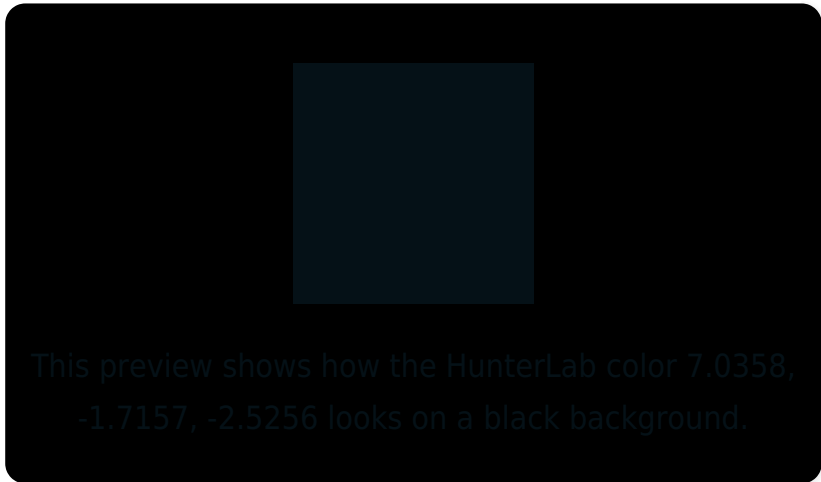 This preview shows how the HunterLab color 7.0358,
-1.7157, -2.5256 looks on a black background.